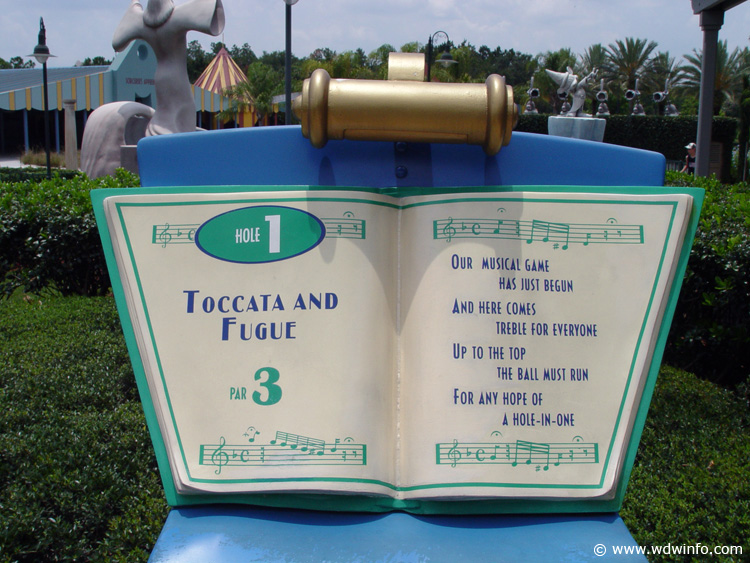 HOLE 1
TOCCATA AND
FUGUE
PAR 3
OUR MUSICAL GAME
HAS JUST BEGUN
AND HERE COMES
TREBLE FOR EVERYONE
UP TO THE TOP
THE BALL MUST RUN
FOR ANY HOPE OF
A HOLE-IN-ONE
© www.wdwinfo.com